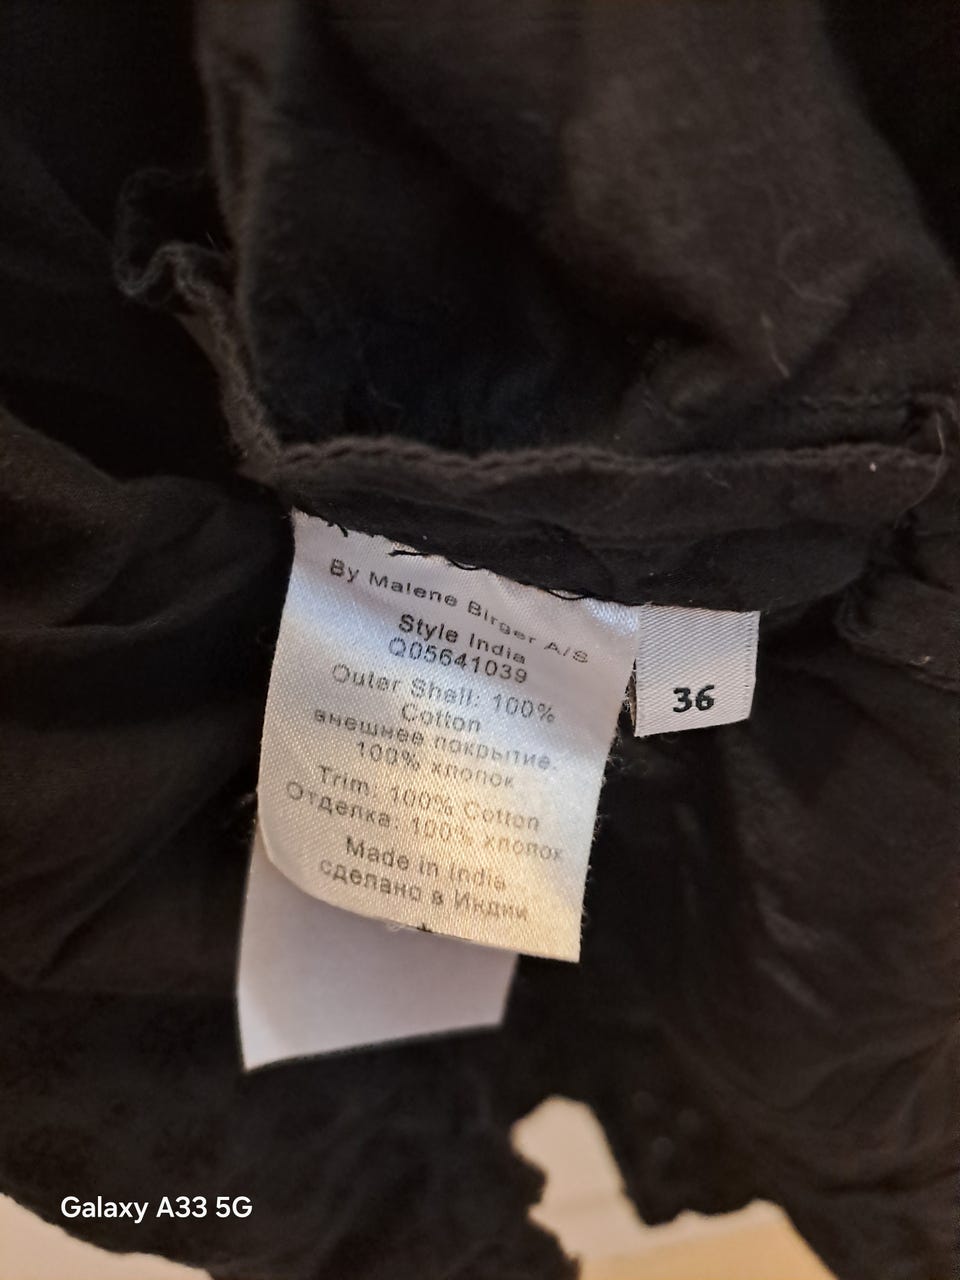 By Malene Birger A/S
Style India
Q05641039
Outer Shell: 100%
Cotton
внешнее покрытие:
100% хлопок
Trim: 100% Cotton
Отделка: 100% хлопок
Made in India
сделано в Индии
36
Galaxy A33 5G